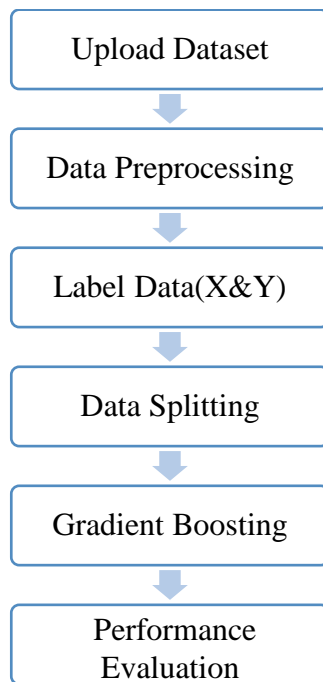 Upload Dataset
Data Preprocessing
Label Data(X&Y)
Data Splitting
Gradient Boosting
Performance
Evaluation